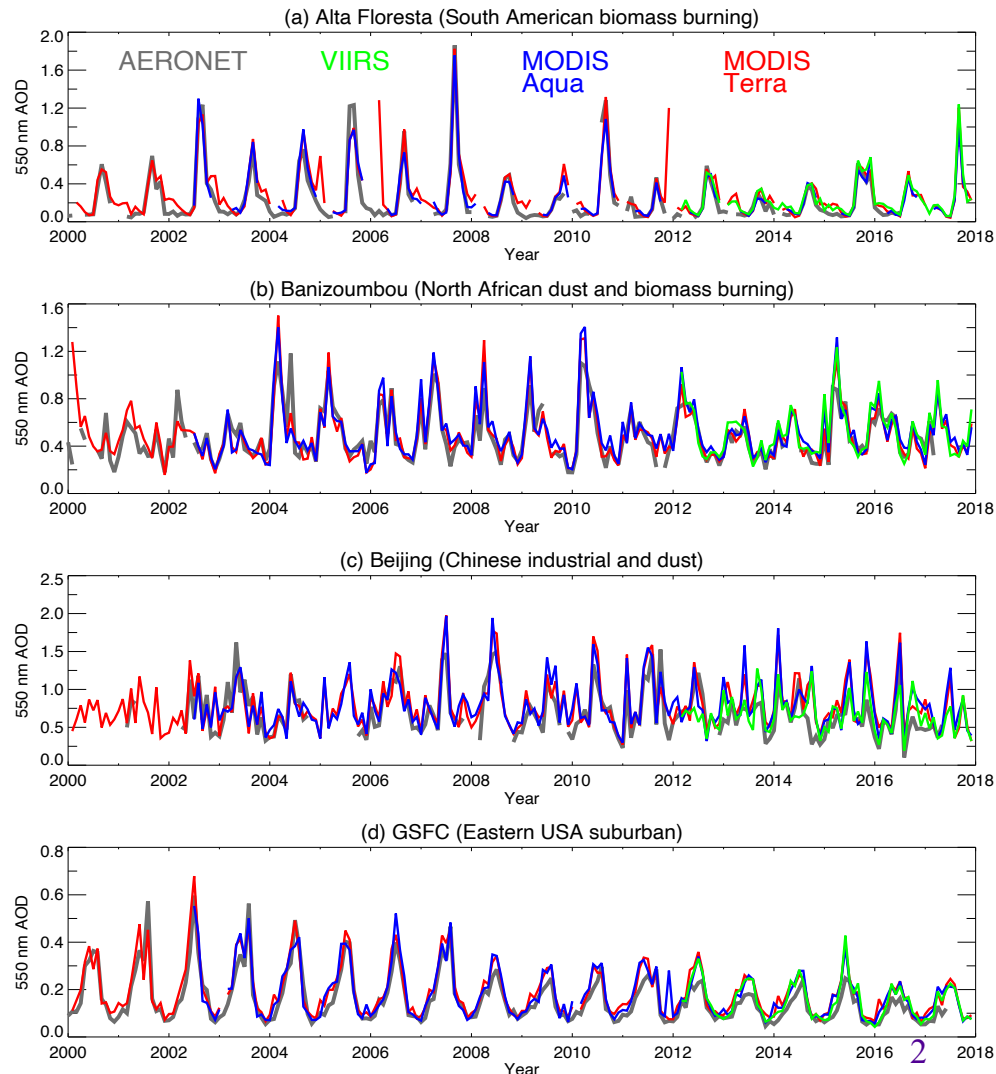 (a) Alta Floresta (South American biomass burning)
2.0
1.6
1.2
0.8
0.4
0.0
550 nm AOD
AERONET
VIIRS
MODIS
Aqua
MODIS
Terra
2000 2002 2004 2006 2008 2010 2012 2014 2016 2018
Year
(b) Banizoumbou (North African dust and biomass burning)
1.6
1.2
0.8
0.4
0.0
550 nm AOD
2000 2002 2004 2006 2008 2010 2012 2014 2016 2018
Year
(c) Beijing (Chinese industrial and dust)
2.5
2.0
1.5
1.0
0.5
0.0
550 nm AOD
2000 2002 2004 2006 2008 2010 2012 2014 2016 2018
Year
(d) GSFC (Eastern USA suburban)
0.8
0.6
0.4
0.2
0.0
550 nm AOD
2000 2002 2004 2006 2008 2010 2012 2014 2016 2018
Year
2